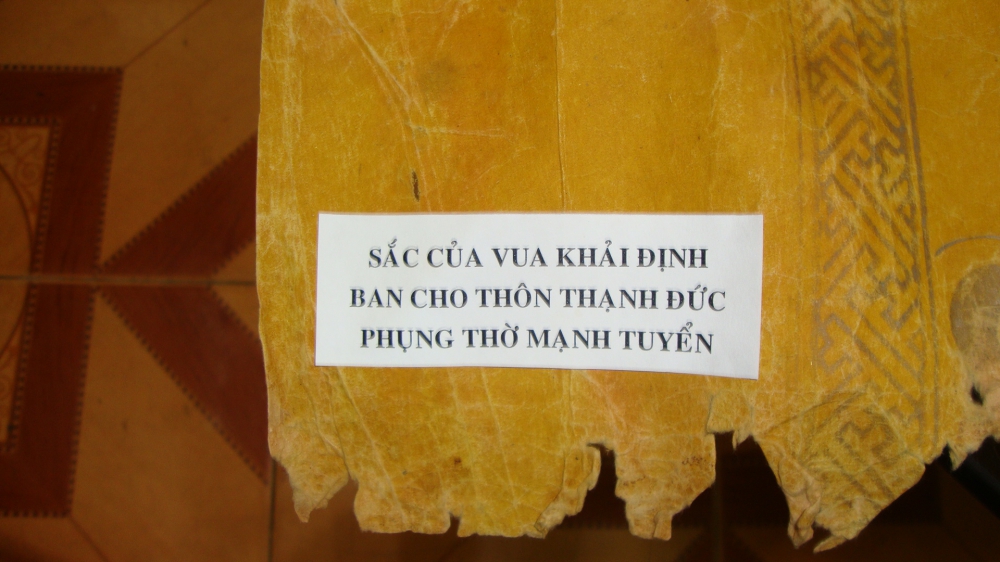 SẮC CỦA VUA KHẢI ĐỊNH
BAN CHO THÔN THẠNH ĐỨC
PHỤNG THỜ MẠNH TUYỂN